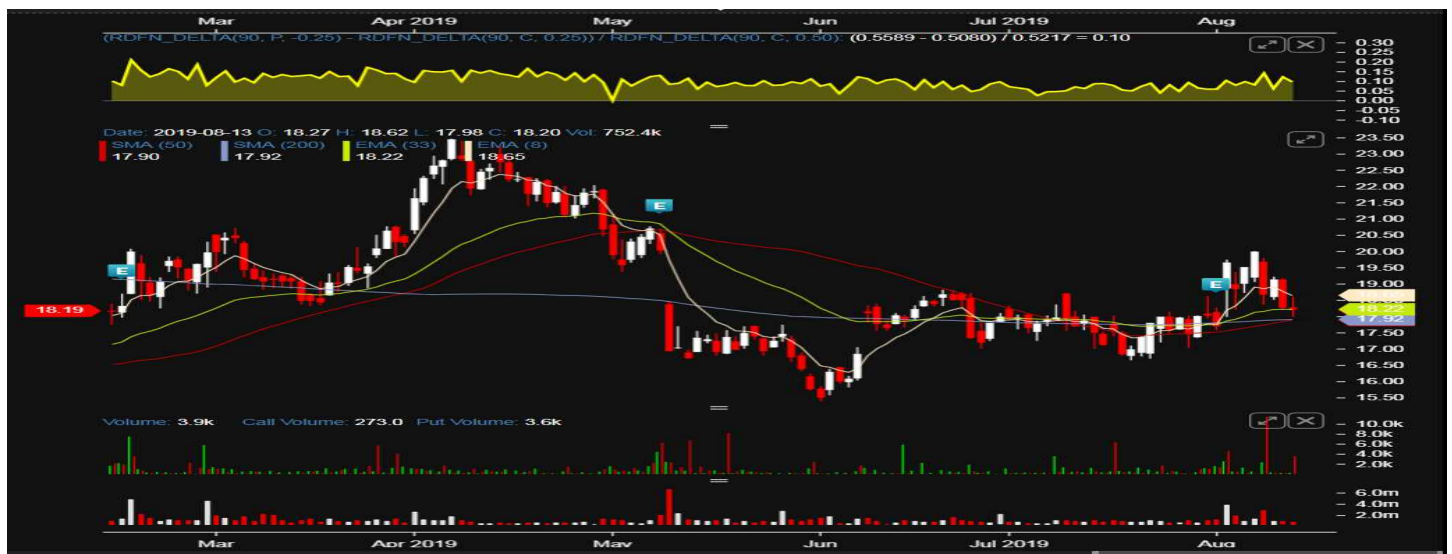 Mar Apr 2019 May Jun Jul 2019 Aug
(RDFN_DELTA(90, P, -0.25) - RDFN_DELTA(90, C, 0.25)) / RDFN_DELTA(90, C, 0.50): (0.5589 - 0.5080) / 0.5217 = 0.10
0.30
0.25
0.20
0.15
0.10
0.05
0.00
-0.05
-0.10
Date: 2019-08-13 O: 18.27 H: 18.62 L: 17.98 C: 18.20 Vol: 752.4k
SMA (50) SMA (200) EMA (33) EMA (8)
17.90 17.92 18.22 18.65
23.50
23.00
22.50
22.00
21.50
E
21.00
20.50
20.00
E
19.50
E
19.00
18.19
18.22
17.92
17.50
17.00
16.50
16.00
15.50
Volume: 3.9k Call Volume: 273.0 Put Volume: 3.6k
10.0k
8.0k
6.0k
4.0k
2.0k
6.0m
4.0m
2.0m
Mar Apr 2019 May Jun Jul 2019 Aug